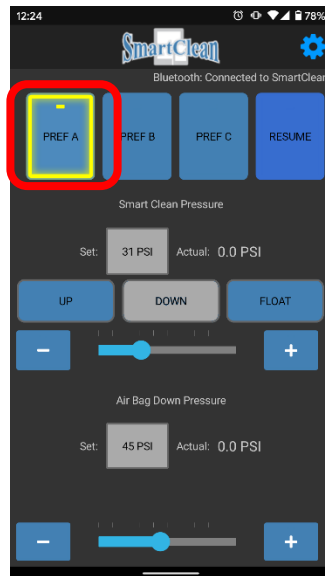 12:24 78%
SmartClean
Bluetooth: Connected to SmartClean
PREF A PREF B PREF C RESUME
Smart Clean Pressure
Set: 31 PSI Actual: 0.0 PSI
UP DOWN FLOAT
- +
Air Bag Down Pressure
Set: 45 PSI Actual: 0.0 PSI
- +